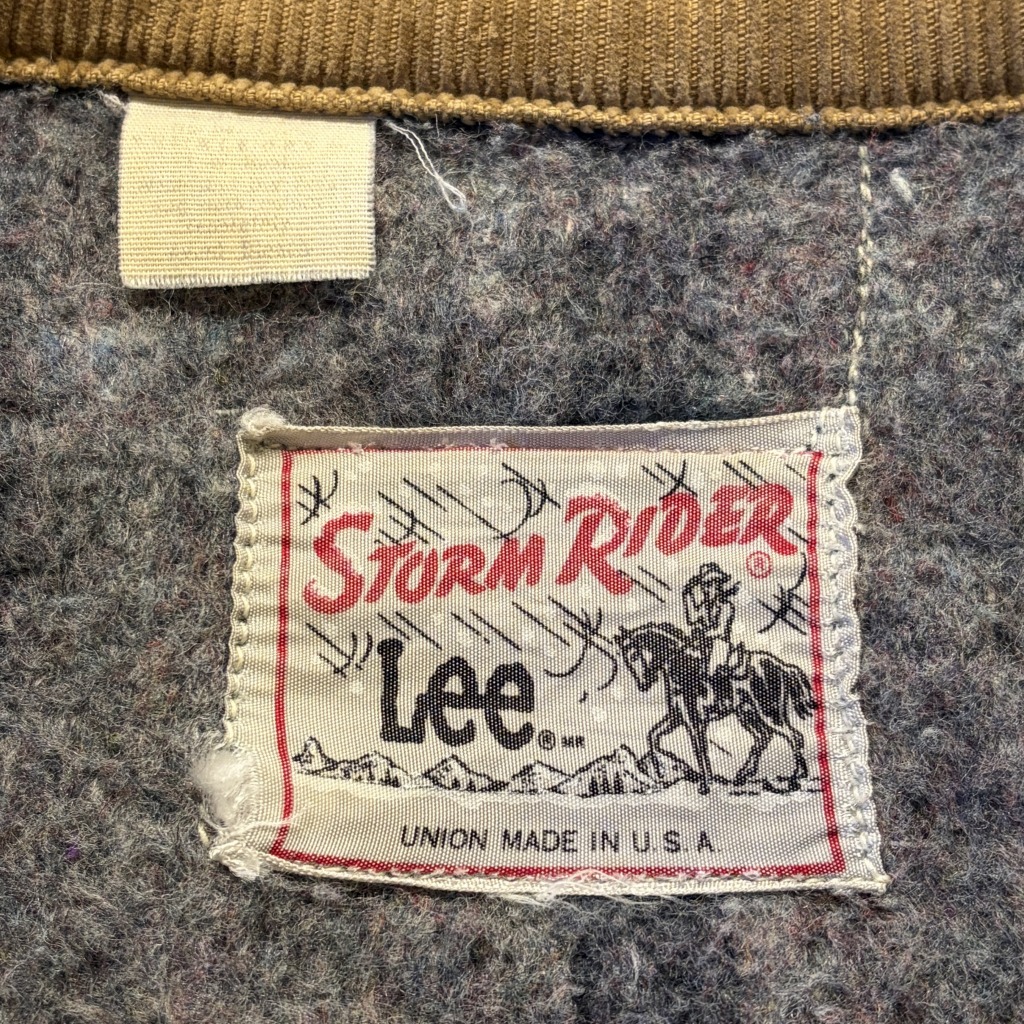 STORM RIDER ®
Lee ® MR
UNION MADE IN U.S.A.